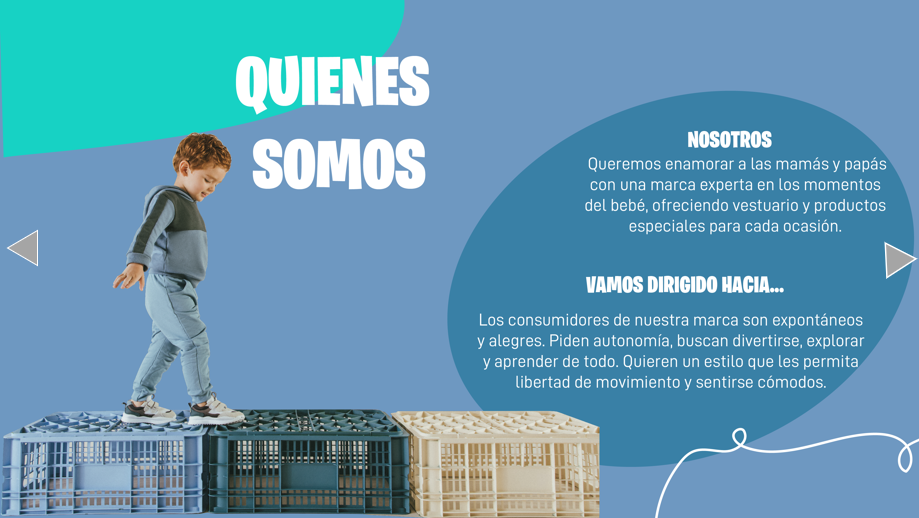 QUIENES
SOMOS
NOSOTROS
Queremos enamorar a las mamás y papás
con una marca experta en los momentos
del bebé, ofreciendo vestuario y productos
especiales para cada ocasión.
VAMOS DIRIGIDO HACIA...
Los consumidores de nuestra marca son expontáneos
y alegres. Piden autonomía, buscan divertirse, explorar
y aprender de todo. Quieren un estilo que les permita
libertad de movimiento y sentirse cómodos.